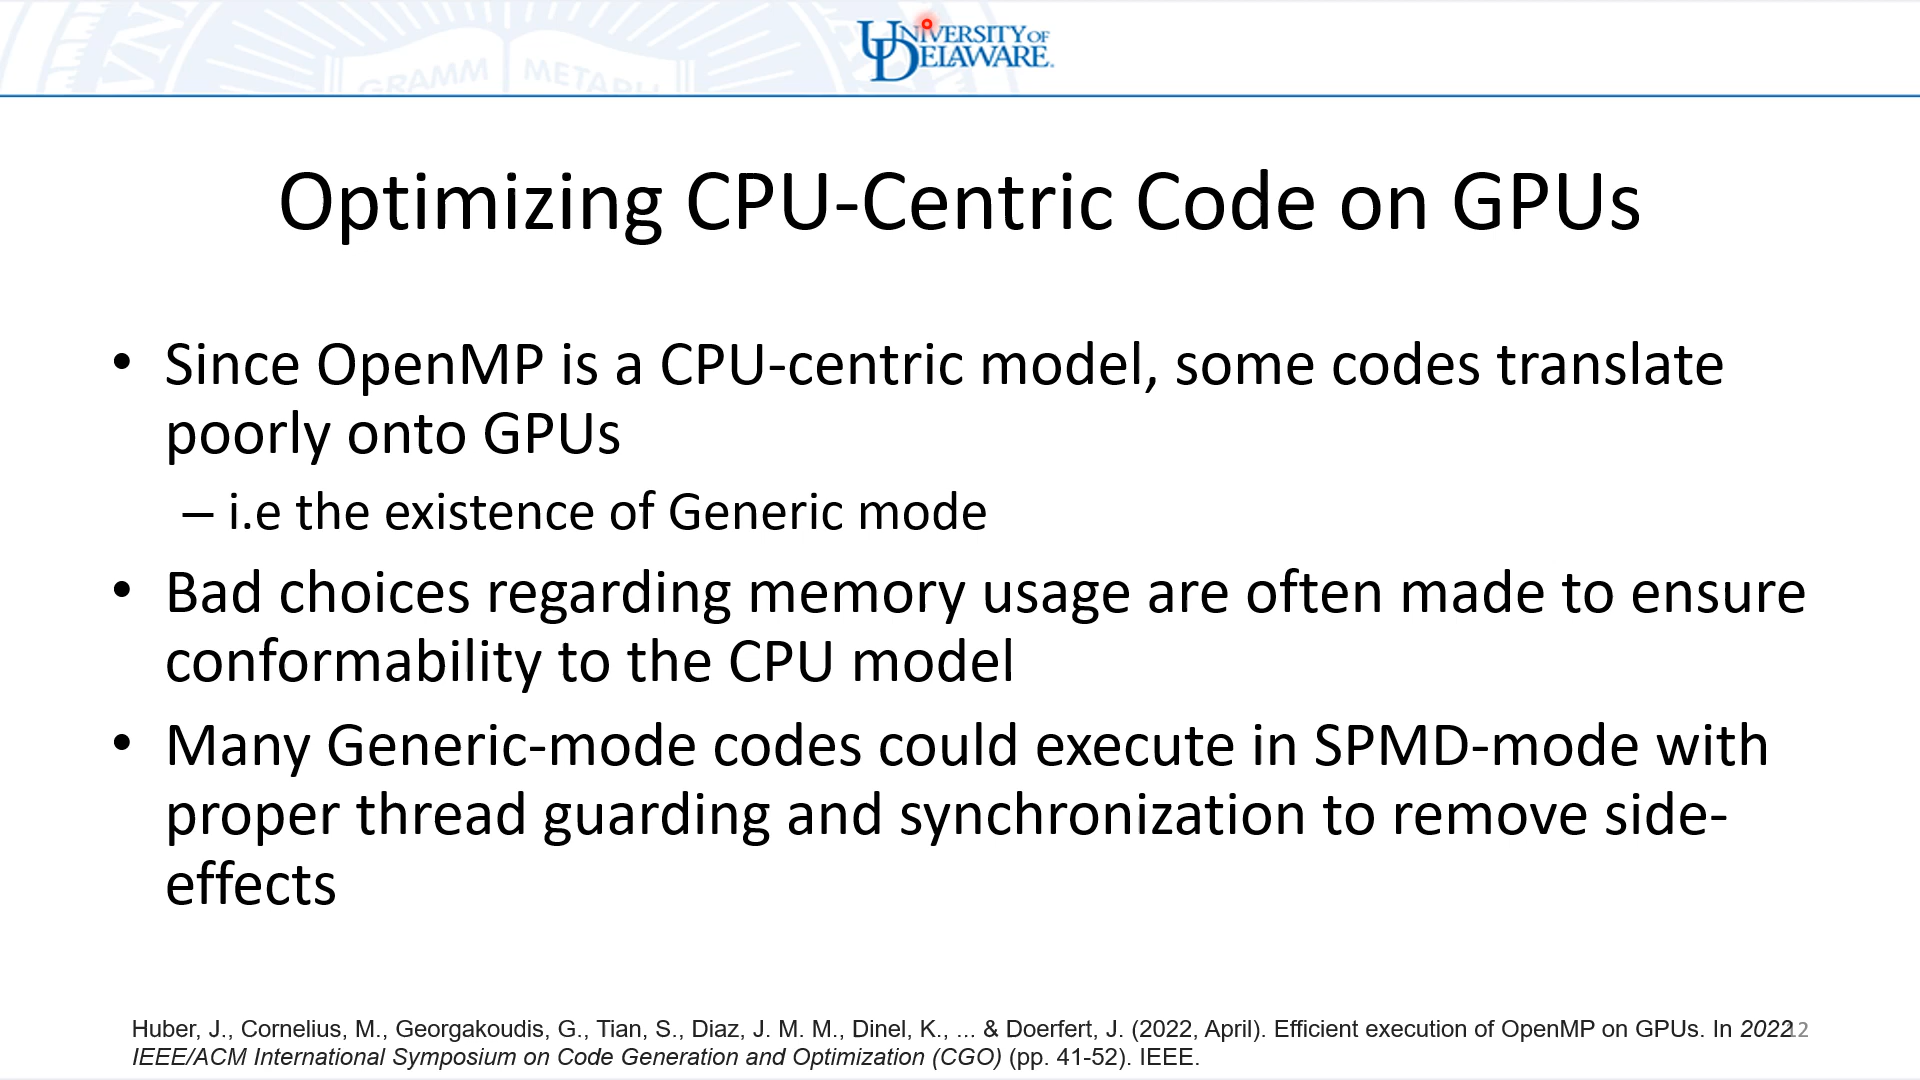 GRAMM METAPH
UNIVERSITY OF
DELAWARE.
Optimizing CPU-Centric Code on GPUs
• Since OpenMP is a CPU-centric model, some codes translate
poorly onto GPUs
– i.e the existence of Generic mode
• Bad choices regarding memory usage are often made to ensure
conformability to the CPU model
• Many Generic-mode codes could execute in SPMD-mode with
proper thread guarding and synchronization to remove side-
effects
Huber, J., Cornelius, M., Georgakoudis, G., Tian, S., Diaz, J. M. M., Dinel, K., ... & Doerfert, J. (2022, April). Efficient execution of OpenMP on GPUs. In 2022
12
IEEE/ACM International Symposium on Code Generation and Optimization (CGO) (pp. 41-52). IEEE.